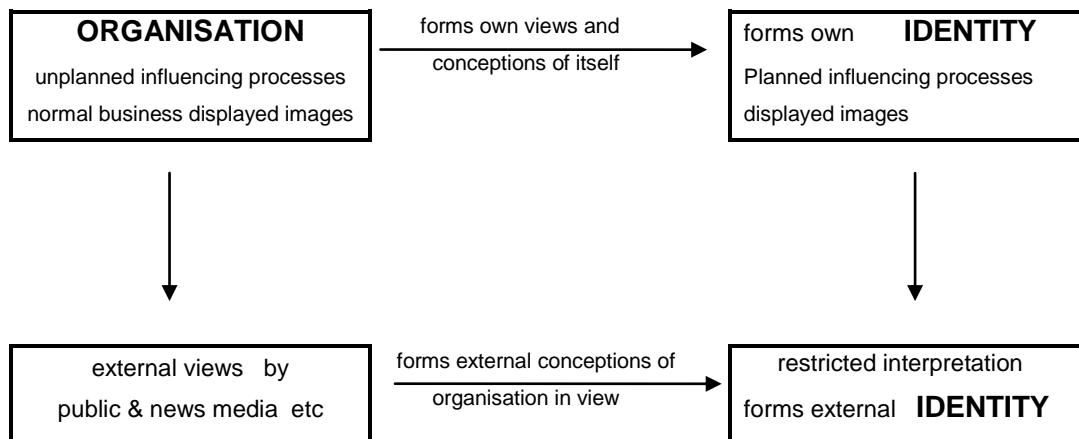 ORGANISATION
unplanned influencing processes
normal business displayed images
forms own views and
conceptions of itself
forms own IDENTITY
Planned influencing processes
displayed images
external views by
public & news media etc
forms external conceptions of
organisation in view
restricted interpretation
forms external IDENTITY